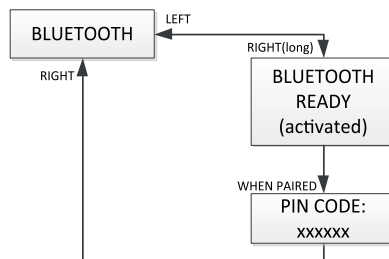 LEFT
BLUETOOTH
RIGHT(long)
RIGHT
BLUETOOTH
READY
(activated)
WHEN PAIRED
PIN CODE:
xxxxxx